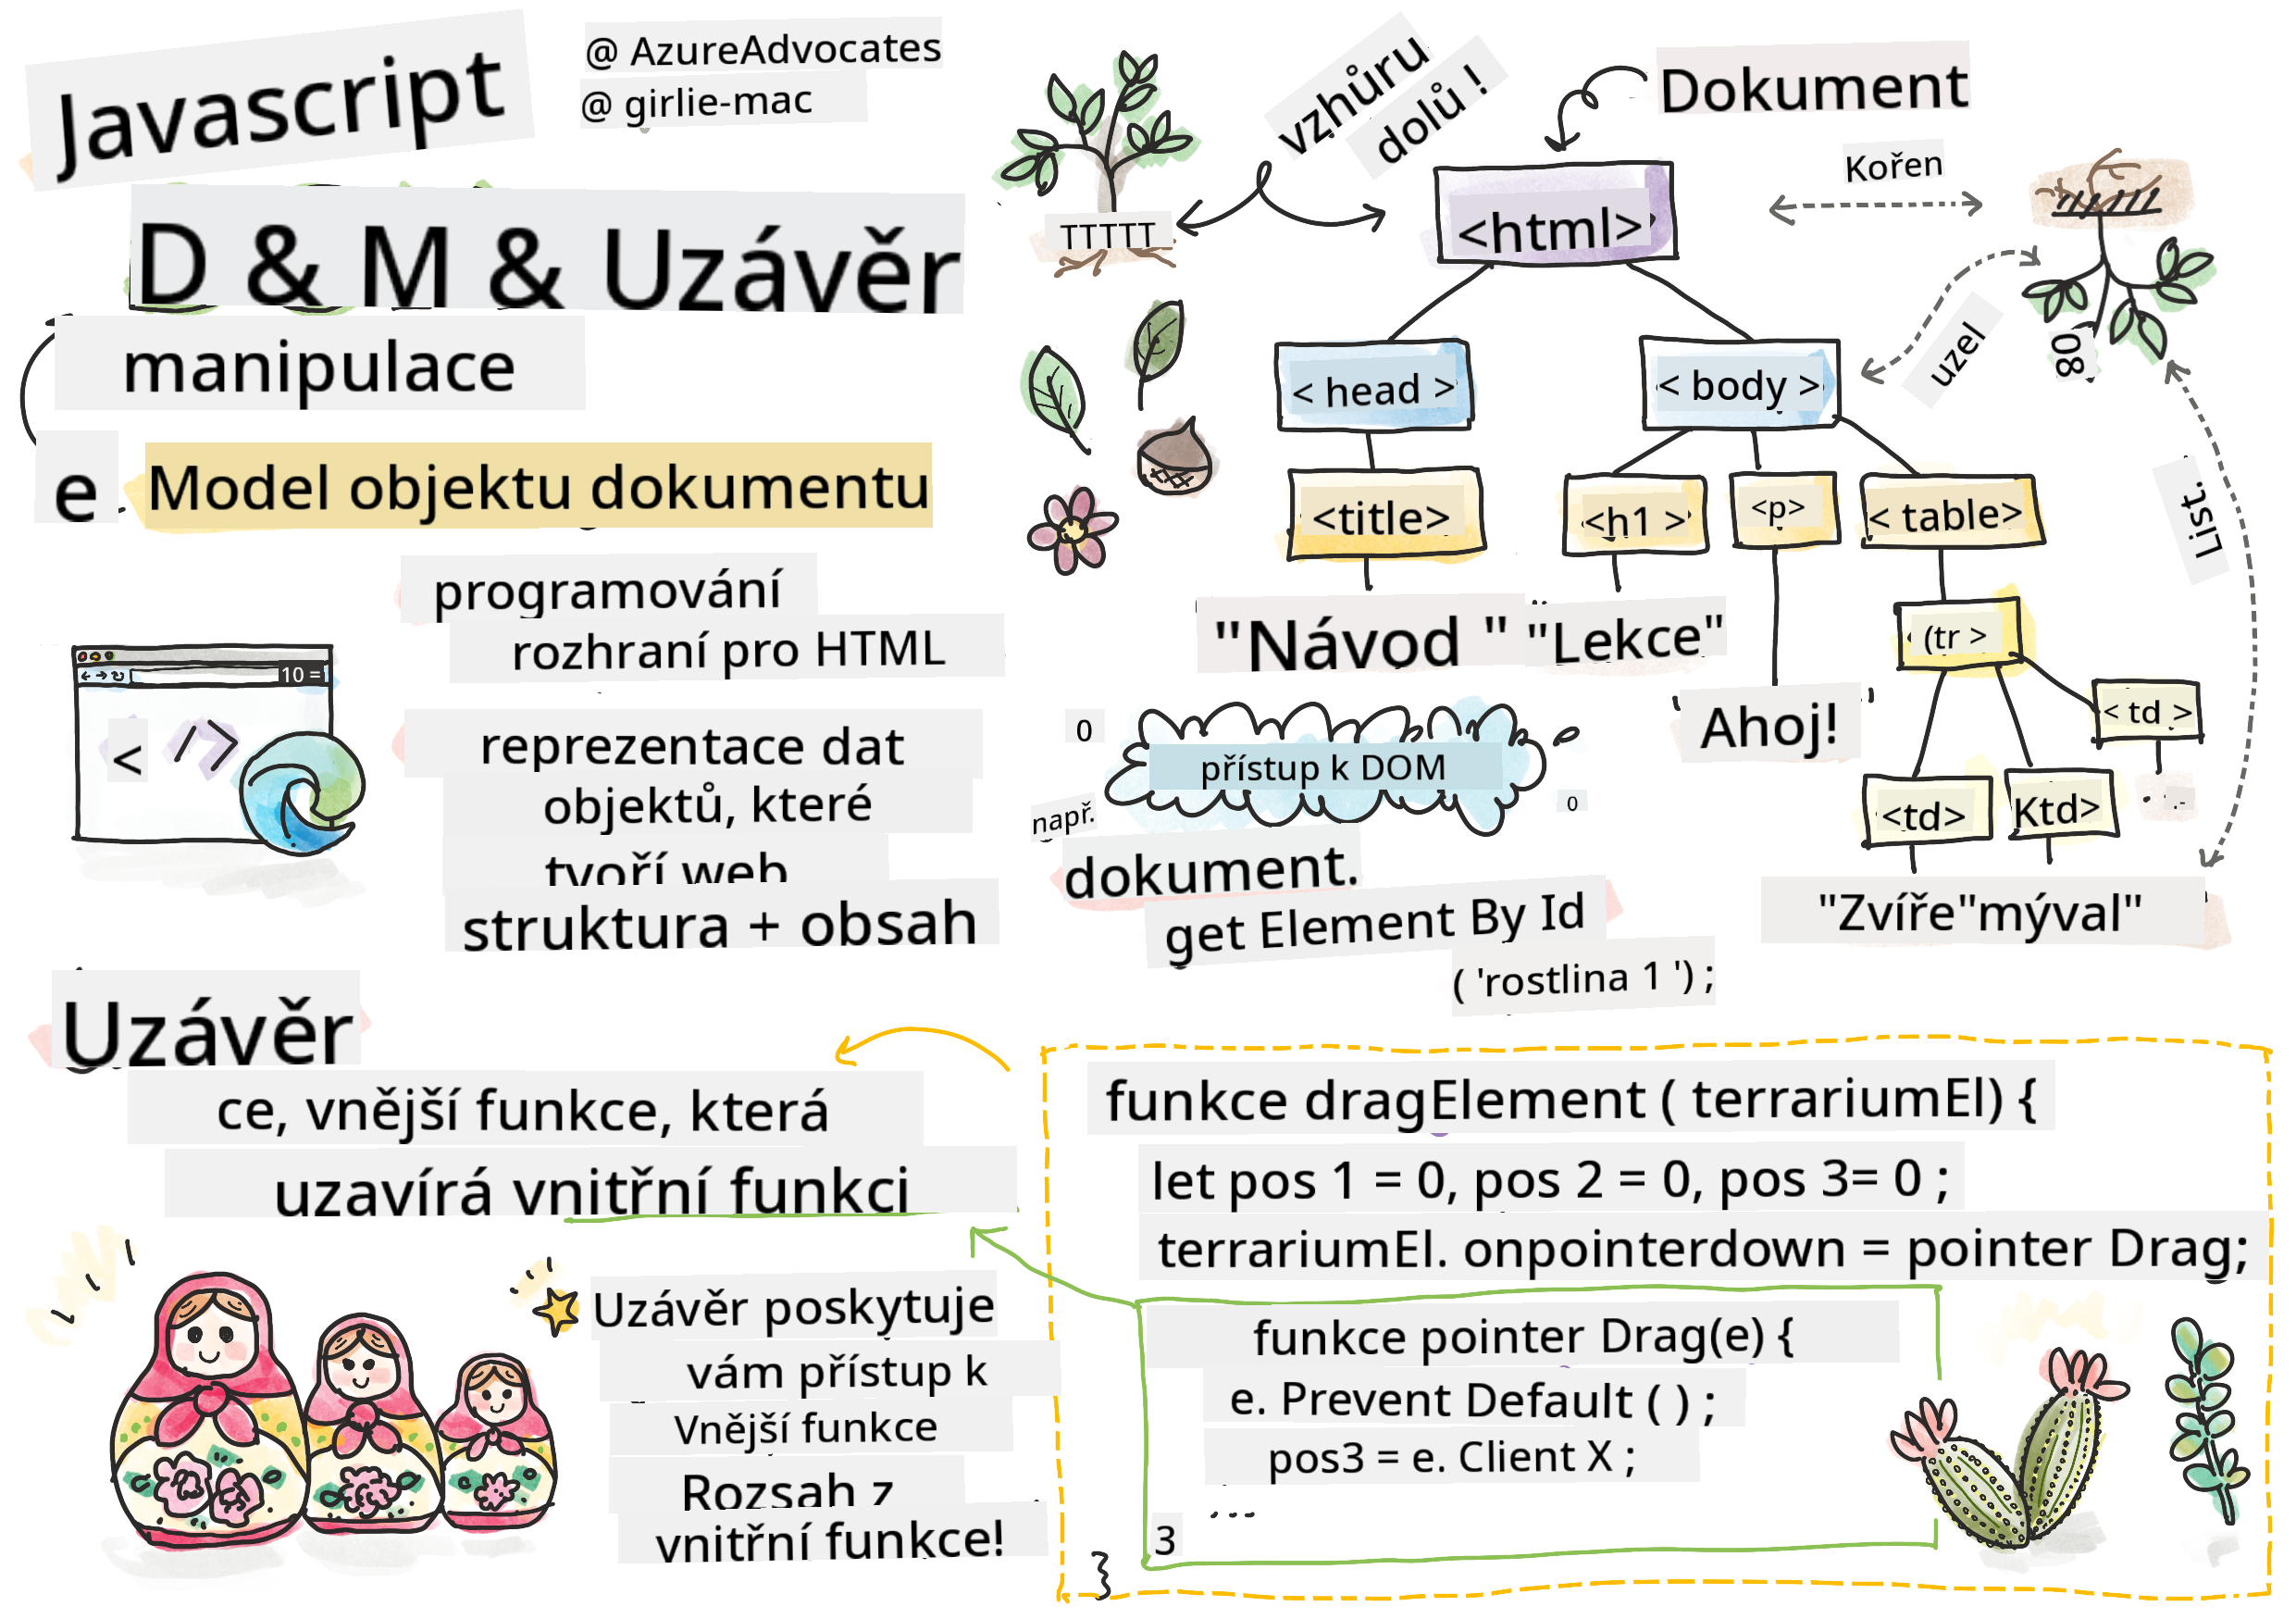 Javascript
@ AzureAdvocates
@ girlie-mac
D & M & Uzávěr
manipulace
e Model objektu dokumentu
programování
rozhraní pro HTML
10 =
< />
reprezentace dat
objektů, které
tvoří web
struktura + obsah
vzhůru
dolů !
TTTTT
Dokument
<html>
Kořen
uzel
08
List.
< head >
< body >
<title>
<h1 >
<p>
< table>
"Návod "
"Lekce"
(tr >
Ahoj!
< td >
<td>
Ktd>
"Zvíře"mýval"
0
přístup k DOM
0
např.
dokument.
get Element By Id
( 'rostlina 1 ') ;
Uzávěr
ce, vnější funkce, která
uzavírá vnitřní funkci
Uzávěr poskytuje
vám přístup k
Vnější funkce
Rozsah z
vnitřní funkce!
funkce dragElement ( terrariumEl) {
let pos 1 = 0, pos 2 = 0, pos 3= 0 ;
terrariumEl. onpointerdown = pointer Drag;
funkce pointer Drag(e) {
e. Prevent Default ( ) ;
pos3 = e. Client X ;
...
3
}